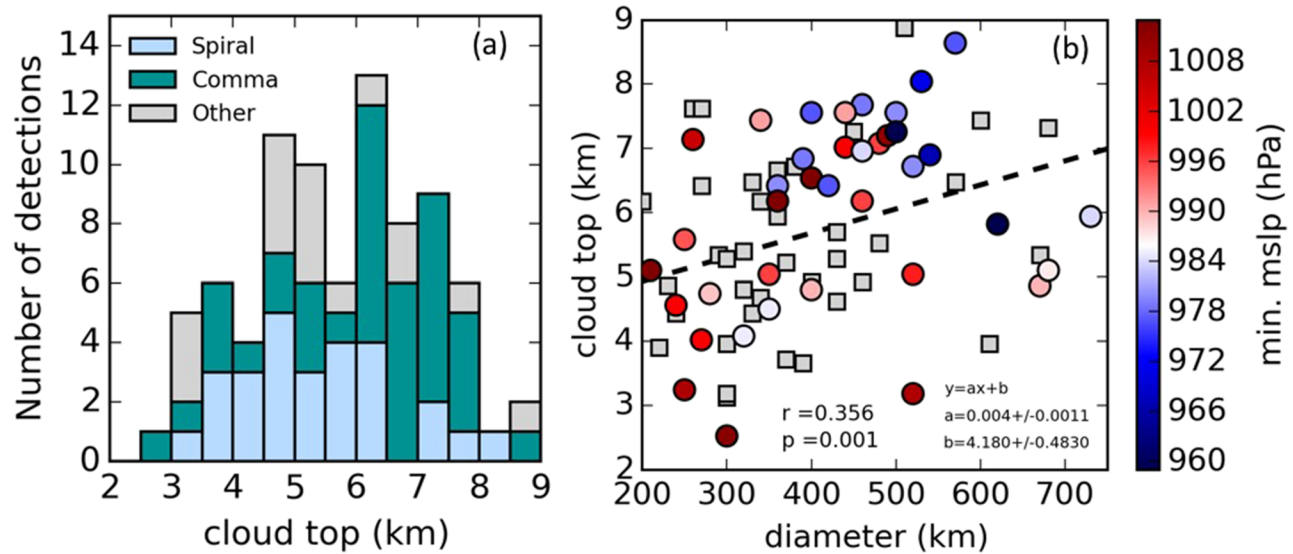 14
12
10
8
6
4
2
0
Number of detections
Spiral
Comma
Other
(a)
2 3 4 5 6 7 8 9
cloud top (km)
9
8
7
6
5
4
3
2
cloud top (km)
(b)
r =0.356
p =0.001
y=ax+b
a=0.004+/-0.0011
b=4.180+/-0.4830
200 300 400 500 600 700
diameter (km)
1008
1002
996
990
984
978
972
966
960
min. mslp (hPa)